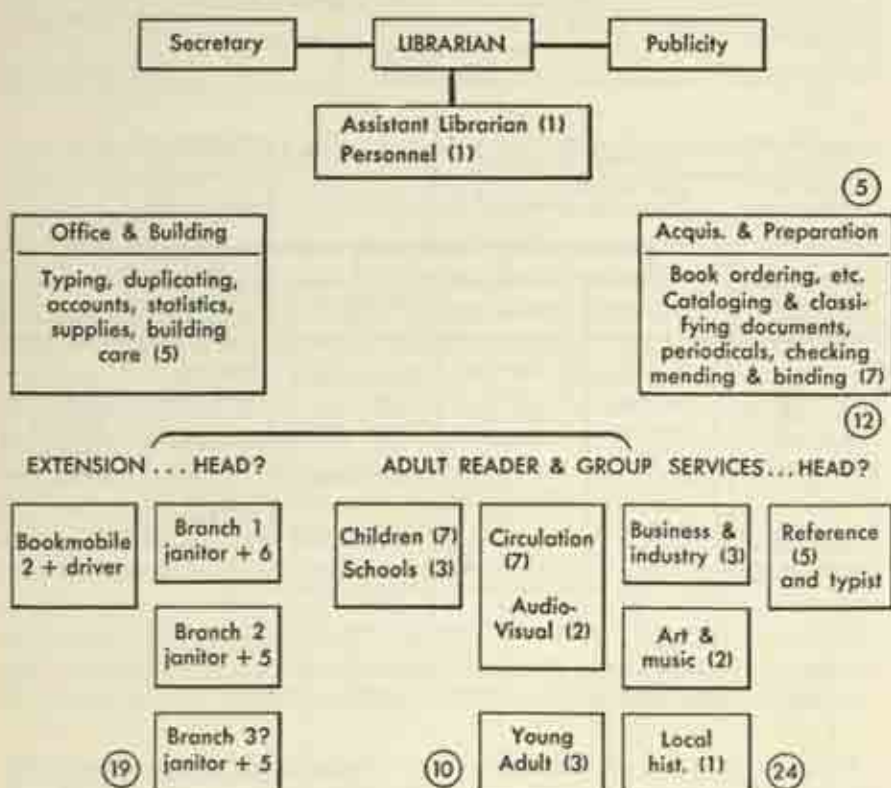 Secretary
LIBRARIAN
Publicity
Assistant Librarian (1)
Personnel (1)
5
Office & Building
Typing, duplicating,
accounts, statistics,
supplies, building
care (5)
Acquis. & Preparation
Book ordering, etc.
Cataloging & classi-
fying documents,
periodicals, checking
mending & binding (7)
12
EXTENSION . . . HEAD?
ADULT READER & GROUP SERVICES . . . HEAD?
Bookmobile
2 + driver
Branch 1
janitor + 6
Branch 2
janitor + 5
Branch 3?
janitor + 5
19
Children (7)
Schools (3)
10
Circulation
(7)
Audio-
Visual (2)
Young
Adult (3)
Business &
industry (3)
Art &
music (2)
Local
hist. (1)
Reference
(5)
and typist
24